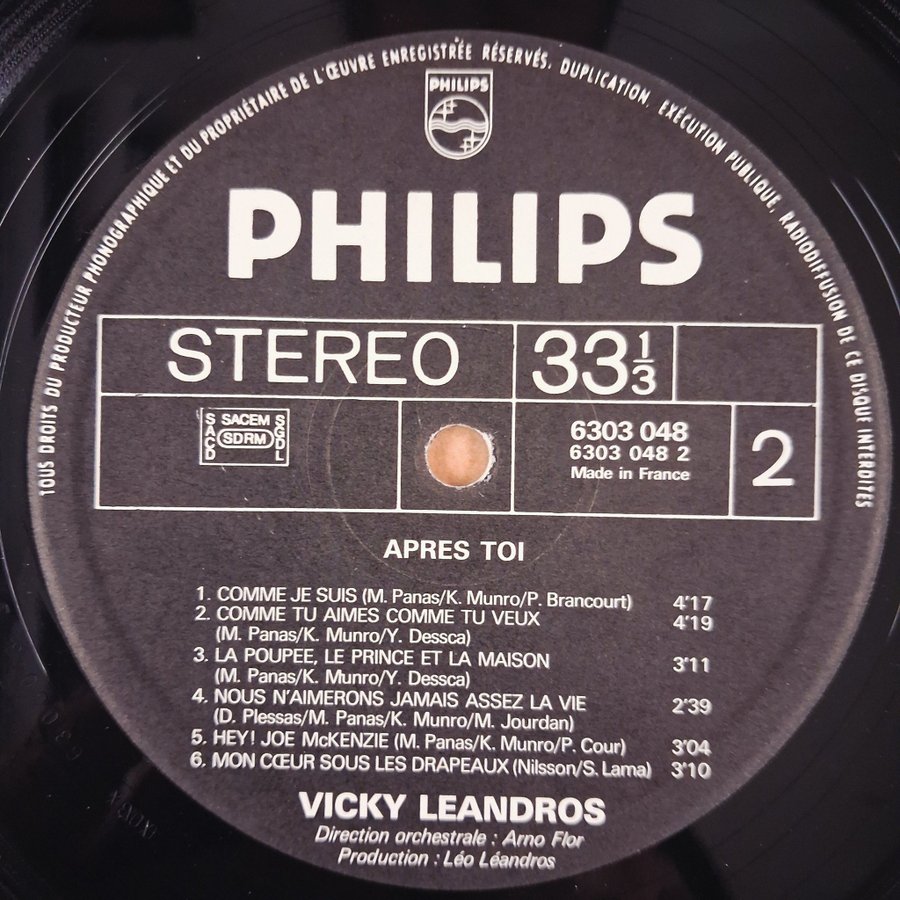 TOUS DROITS DU PRODUCTEUR PHONOGRAPHIQUE ET DU PROPRIÉTAIRE DE L'ŒUVRE ENREGISTRÉE RÉSERVÉS. DUPLICATION, EXÉCUTION PUBLIQUE, RADIODIFFUSION DE CE DISQUE INTERDITES
PHILIPS
PHILIPS
STEREO 33 1/3
SACD SACEM SGDL
SDRM
6303 048
6303 048 2
Made in France
2
APRES TOI
1. COMME JE SUIS (M. Panas/K. Munro/P. Brancourt) 4'17
2. COMME TU AIMES COMME TU VEUX 4'19
(M. Panas/K. Munro/Y. Dessca)
3. LA POUPEE, LE PRINCE ET LA MAISON 3'11
(M. Panas/K. Munro/Y. Dessca)
4. NOUS N'AIMERONS JAMAIS ASSEZ LA VIE 2'39
(D. Plessas/M. Panas/K. Munro/M. Jourdan)
5. HEY! JOE McKENZIE (M. Panas/K. Munro/P. Cour) 3'04
6. MON CŒUR SOUS LES DRAPEAUX (Nilsson/S. Lama) 3'10
VICKY LEANDROS
Direction orchestrale : Arno Flor
Production : Léo Léandros